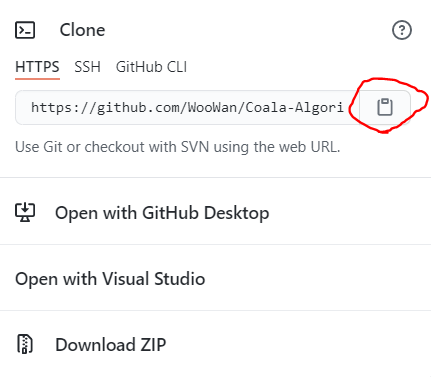 Clone
HTTPS SSH GitHub CLI
https://github.com/WooWan/Coala-Algori
Use Git or checkout with SVN using the web URL.
Open with GitHub Desktop
Open with Visual Studio
Download ZIP